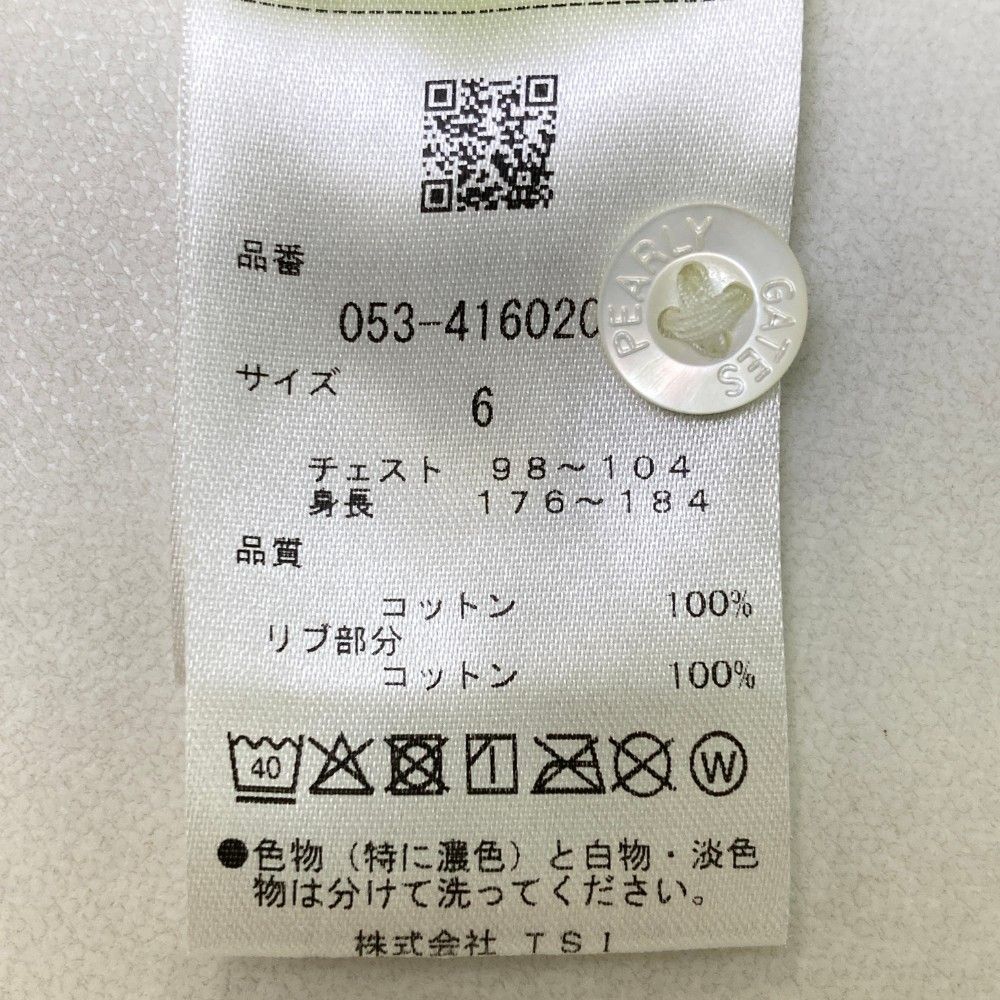 品番
053-416020
PEARLY GATES
サイズ
6
チェスト 98～104
身長 176～184
品質
コットン 100%
リブ部分
コットン 100%
40
W
●色物（特に濃色）と白物・淡色
物は分けて洗ってください。
株式会社 TSI